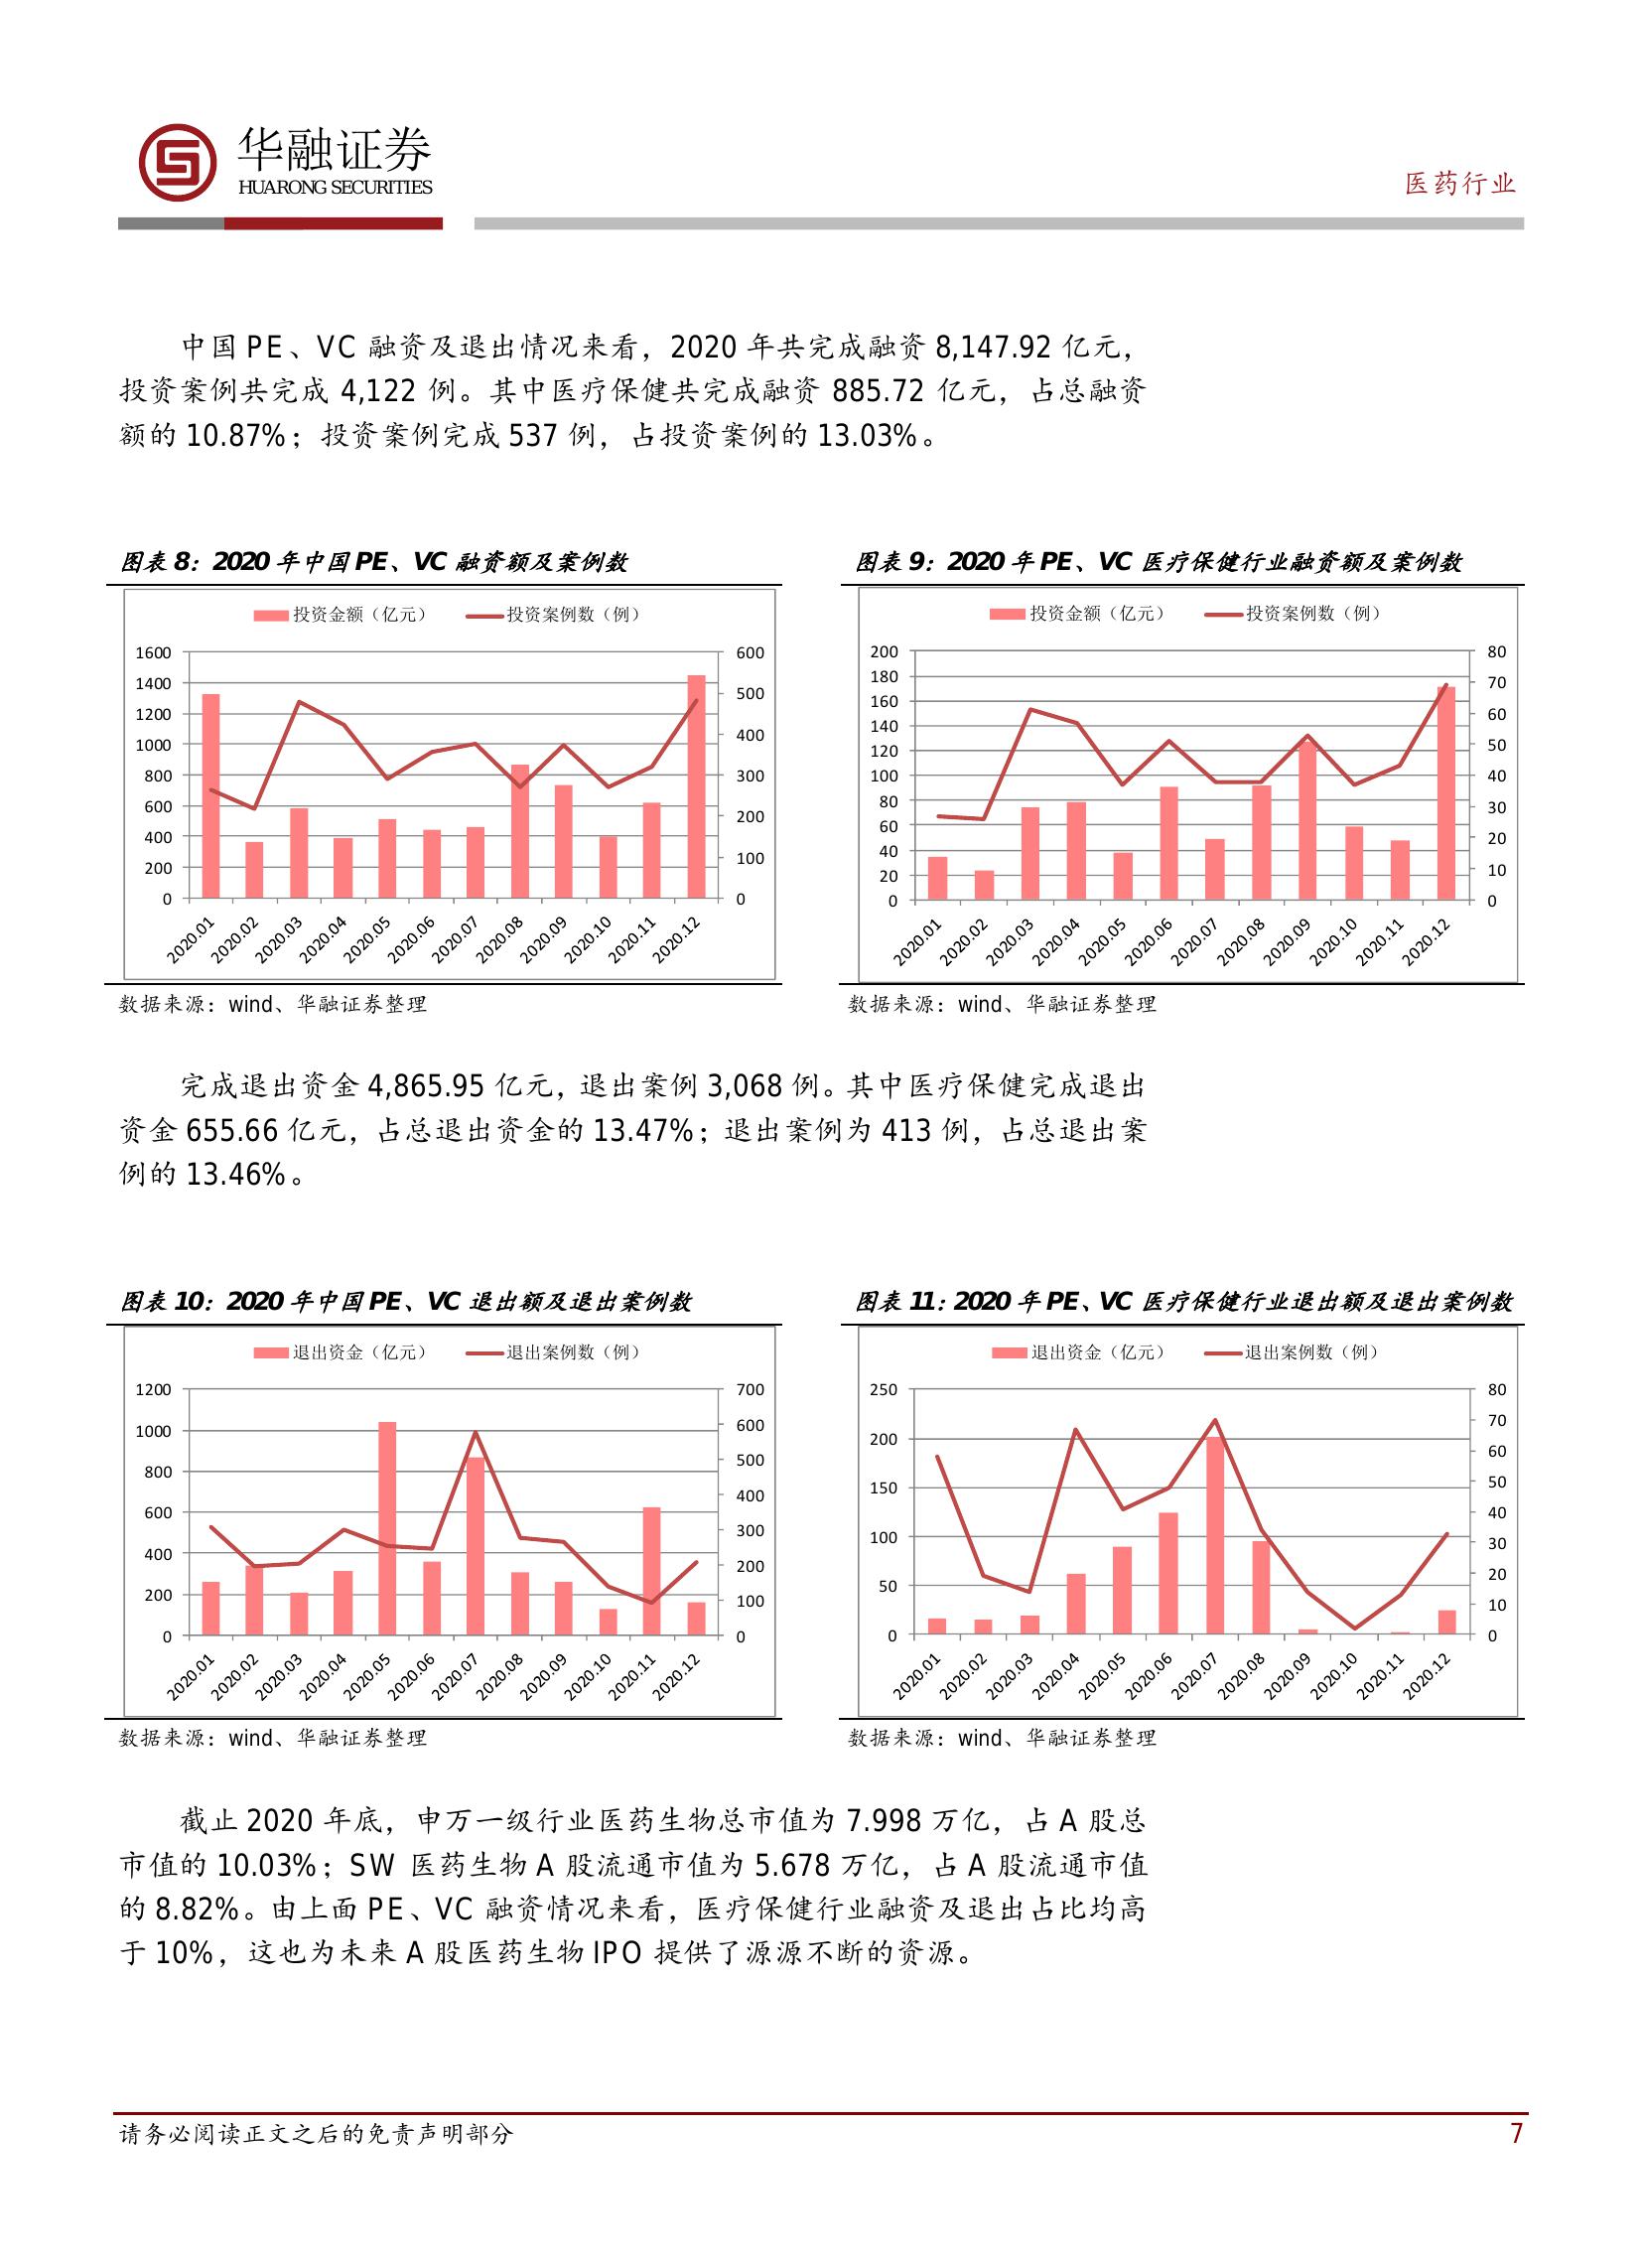 华融证券
HUARONG SECURITIES
医药行业
中国 PE、VC 融资及退出情况来看，2020 年共完成融资 8,147.92 亿元，
投资案例共完成 4,122 例。其中医疗保健共完成融资 885.72 亿元，占总融资
额的 10.87%；投资案例完成 537 例，占投资案例的 13.03%。
图表 8：2020 年中国 PE、VC 融资额及案例数
投资金额（亿元） 投资案例数（例）
1600 600
1400 500
1200 400
1000 300
800 200
600 100
400 0
200
0
2020.01 2020.02 2020.03 2020.04 2020.05 2020.06 2020.07 2020.08 2020.09 2020.10 2020.11 2020.12
数据来源：wind、华融证券整理
图表 9：2020 年 PE、VC 医疗保健行业融资额及案例数
投资金额（亿元） 投资案例数（例）
200 80
180 70
160 60
140 50
120 40
100 30
80 20
60 10
40 0
20
0
2020.01 2020.02 2020.03 2020.04 2020.05 2020.06 2020.07 2020.08 2020.09 2020.10 2020.11 2020.12
数据来源：wind、华融证券整理
完成退出资金 4,865.95 亿元，退出案例 3,068 例。其中医疗保健完成退出
资金 655.66 亿元，占总退出资金的 13.47%；退出案例为 413 例，占总退出案
例的 13.46%。
图表 10：2020 年中国 PE、VC 退出额及退出案例数
退出资金（亿元） 退出案例数（例）
1200 700
1000 600
800 500
600 400
400 300
200 200
0 100
0
2020.01 2020.02 2020.03 2020.04 2020.05 2020.06 2020.07 2020.08 2020.09 2020.10 2020.11 2020.12
数据来源：wind、华融证券整理
图表 11：2020 年 PE、VC 医疗保健行业退出额及退出案例数
退出资金（亿元） 退出案例数（例）
250 80
200 70
150 60
100 50
50 40
0 30
20
10
0
2020.01 2020.02 2020.03 2020.04 2020.05 2020.06 2020.07 2020.08 2020.09 2020.10 2020.11 2020.12
数据来源：wind、华融证券整理
截止 2020 年底，申万一级行业医药生物总市值为 7.998 万亿，占 A 股总
市值的 10.03%；SW 医药生物 A 股流通市值为 5.678 万亿，占 A 股流通市值
的 8.82%。由上面 PE、VC 融资情况来看，医疗保健行业融资及退出占比均高
于 10%，这也为未来 A 股医药生物 IPO 提供了源源不断的资源。
请务必阅读正文之后的免责声明部分 7